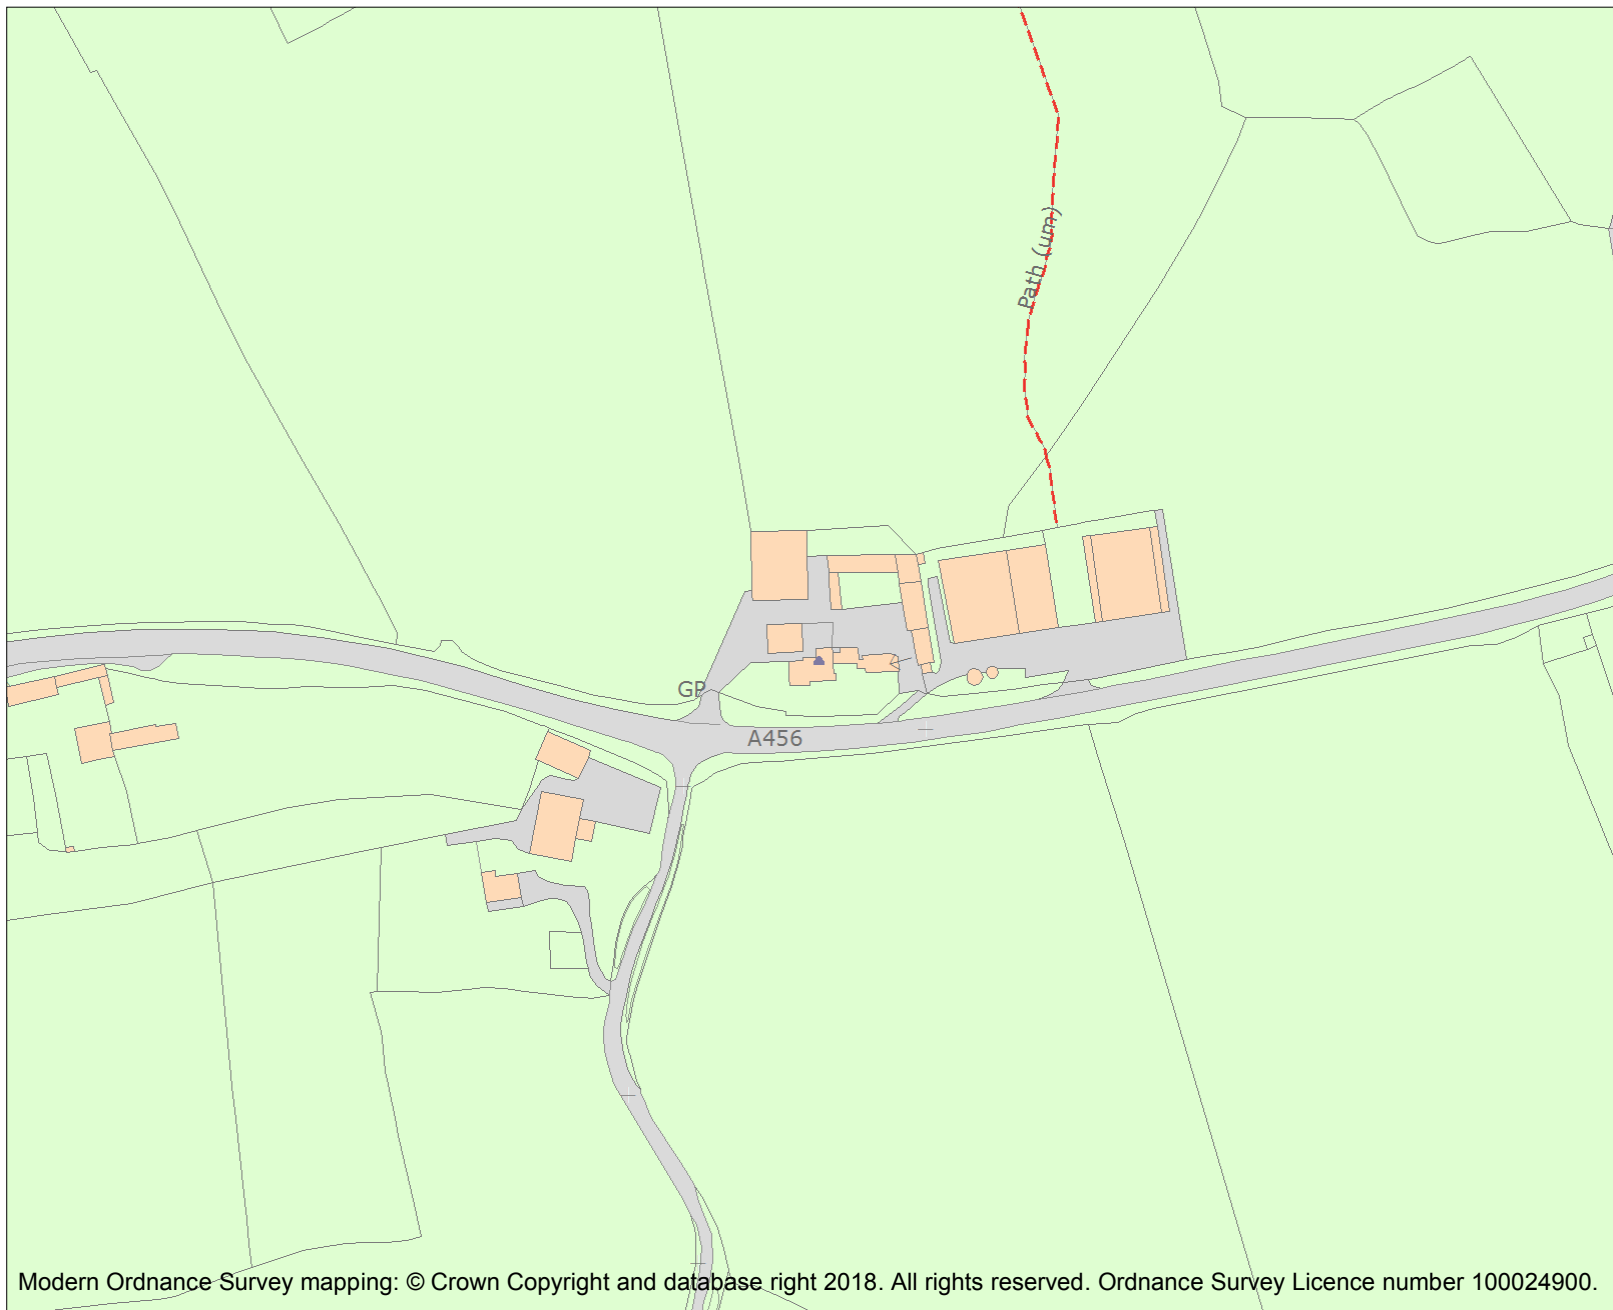 Path (um)
GP
A456
Modern Ordnance Survey mapping: © Crown Copyright and database right 2018. All rights reserved. Ordnance Survey Licence number 100024900.